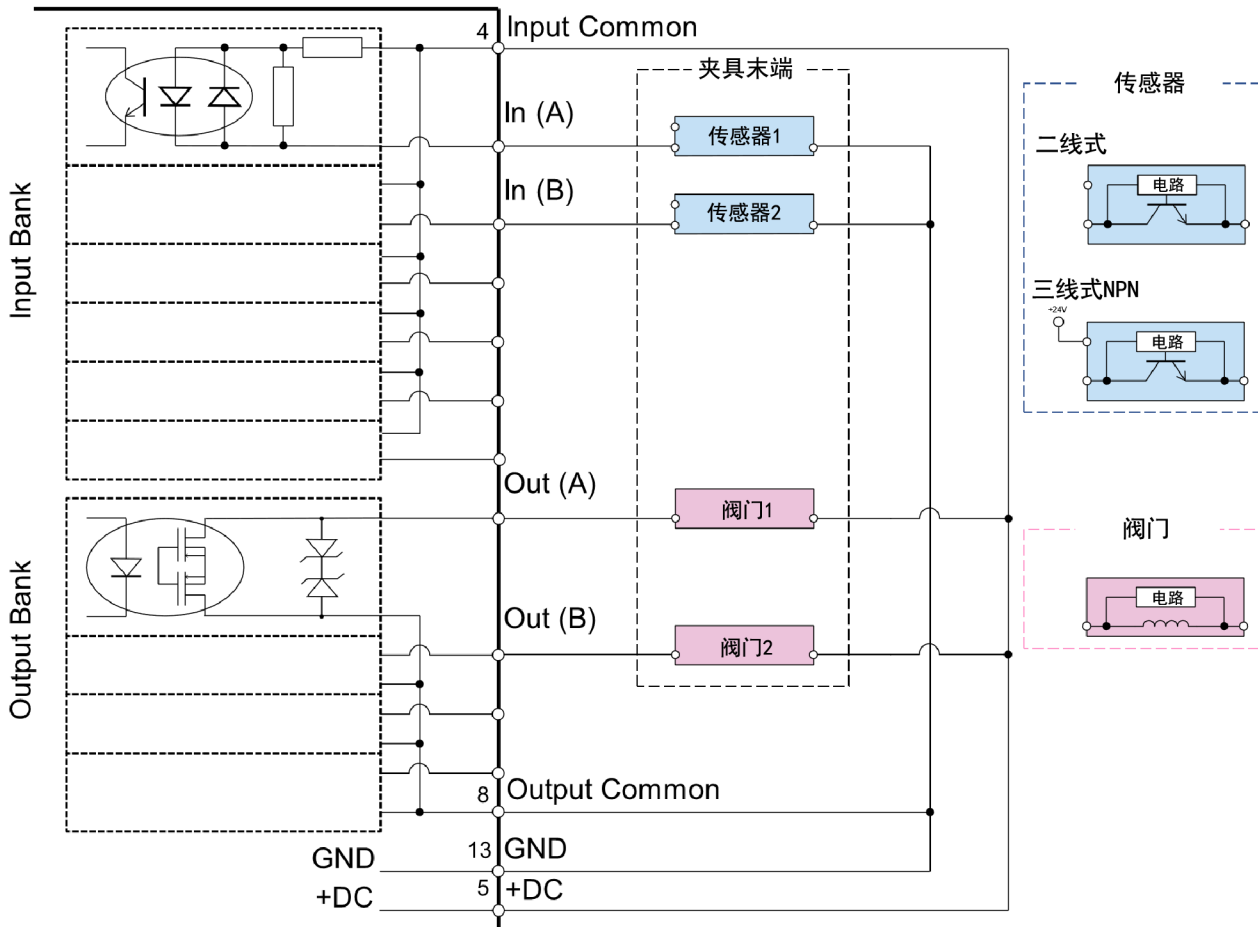 4
Input Common
夹具末端
传感器
In (A)
传感器1
二线式
电路
In (B)
传感器2
Input Bank
三线式NPN
+24V
电路
Out (A)
阀门1
阀门
电路
Output Bank
Out (B)
阀门2
8
Output Common
GND
13
GND
+DC
5
+DC